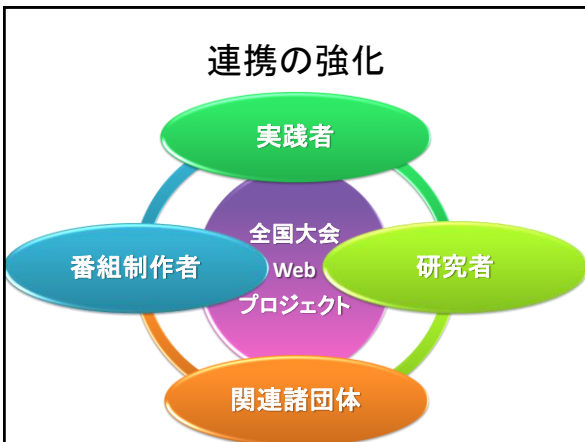 連携の強化
実践者
全国大会
Web
プロジェクト
番組制作者
研究者
関連諸団体